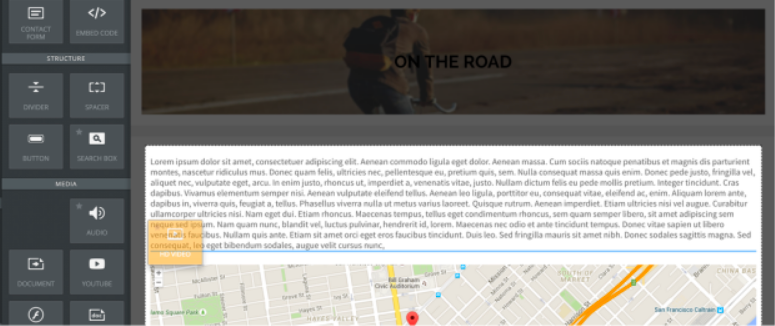 CONTACT
FORM
EMBED CODE
STRUCTURE
DIVIDER
SPACER
BUTTON
SEARCH BOX
MEDIA
AUDIO
DOCUMENT
YOUTUBE
ON THE ROAD
Lorem ipsum dolor sit amet, consectetuer adipiscing elit. Aenean commodo ligula eget dolor. Aenean massa. Cum sociis natoque penatibus et magnis dis parturient
montes, nascetur ridiculus mus. Donec quam felis, ultricies nec, pellentesque eu, pretium quis, sem. Nulla consequat massa quis enim. Donec pede justo, fringilla vel,
aliquet nec, vulputate eget, arcu. In enim justo, rhoncus ut, imperdiet a, venenatis vitae, justo. Nullam dictum felis eu pede mollis pretium. Integer tincidunt. Cras
dapibus. Vivamus elementum semper nisi. Aenean vulputate eleifend tellus. Aenean leo ligula, porttitor eu, consequat vitae, eleifend ac, enim. Aliquam lorem ante,
dapibus in, viverra quis, feugiat a, tellus. Phasellus viverra nulla ut metus varius laoreet. Quisque rutrum. Aenean imperdiet. Etiam ultricies nisi vel augue. Curabitur
ullamcorper ultricies nisi. Nam eget dui. Etiam rhoncus. Maecenas tempus, tellus eget condimentum rhoncus, sem quam semper libero, sit amet adipiscing sem
neque sed ipsum. Nam quam nunc, blandit vel, luctus pulvinar, hendrerit id, lorem. Maecenas nec odio et ante tincidunt tempus. Donec vitae sapien ut libero
venenatis faucibus. Nullam quis ante. Etiam sit amet orci eget eros faucibus tincidunt. Duis leo. Sed fringilla mauris sit amet nibh. Donec sodales sagittis magna. Sed
consequat, leo eget bibendum sodales, augue velit cursus nunc,
HD VIDEO
McAllister St
Bill Graham
Civic Auditorium
SOUTH OF
MARKET
CHINA BAS
Grove St
HAYES VALLEY
San Francisco Caltrain
amo Square Park